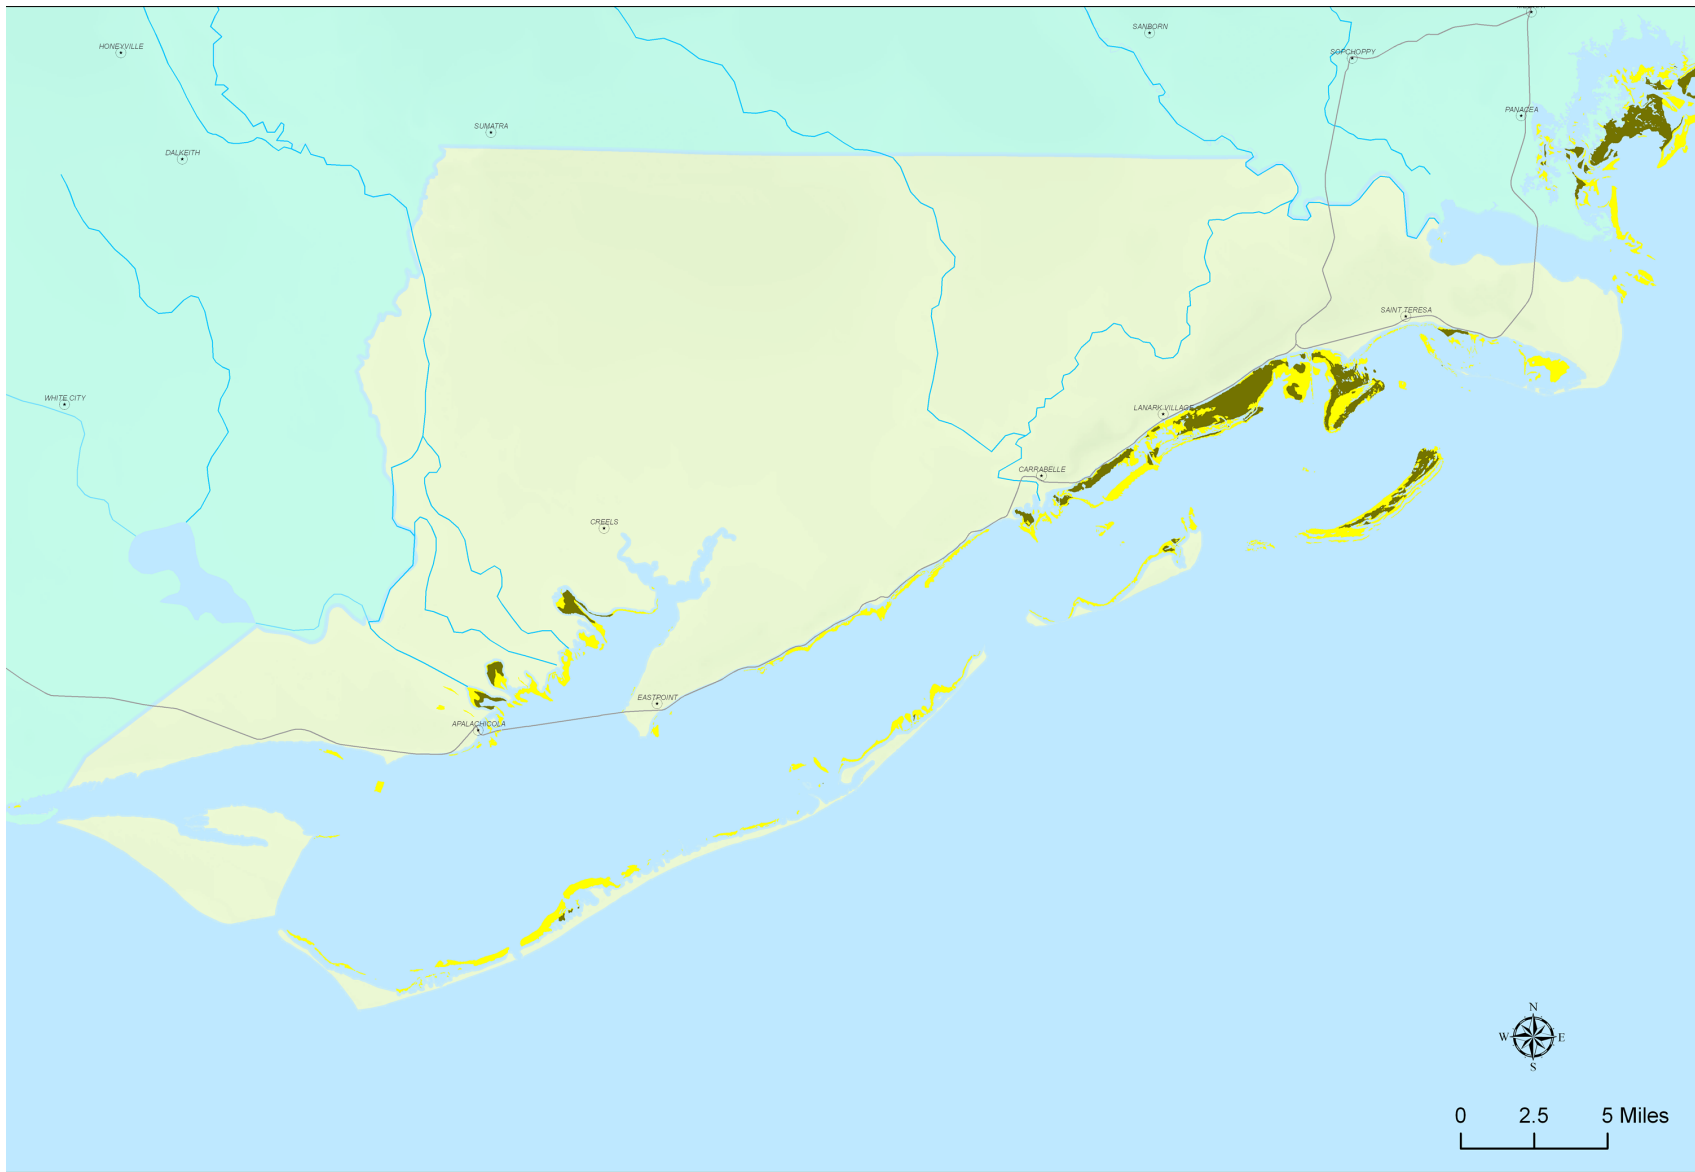 SANBORN
HONEYVILLE
SOPCHOPPY
PANACEA
SUMATRA
DALKEITH
SAINT TERESA
WHITE CITY
LANARK VILLAGE
CARRABELLE
CREELS
EASTPOINT
APALACHICOLA
N
W E
S
0 2.5 5 Miles